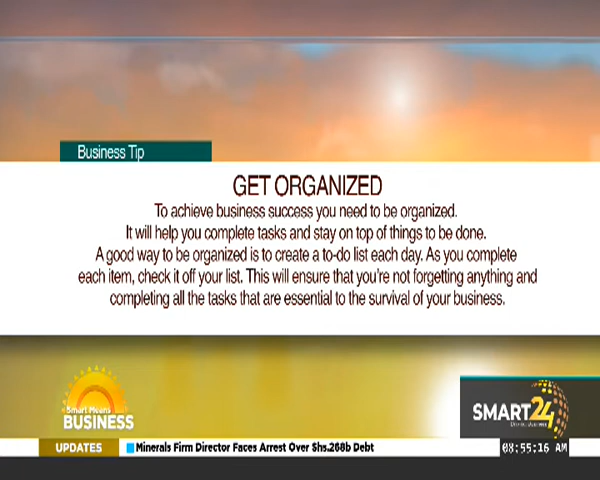 Business Tip
GET ORGANIZED
To achieve business success you need to be organized.
It will help you complete tasks and stay on top of things to be done.
A good way to be organized is to create a to-do list each day. As you complete
each item, check it off your list. This will ensure that you're not forgetting anything and
completing all the tasks that are essential to the survival of your business.
Smart Means
BUSINESS
SMART24
UPDATES
Minerals Firm Director Faces Arrest Over Shs.268b Debt
08:55:16 AM